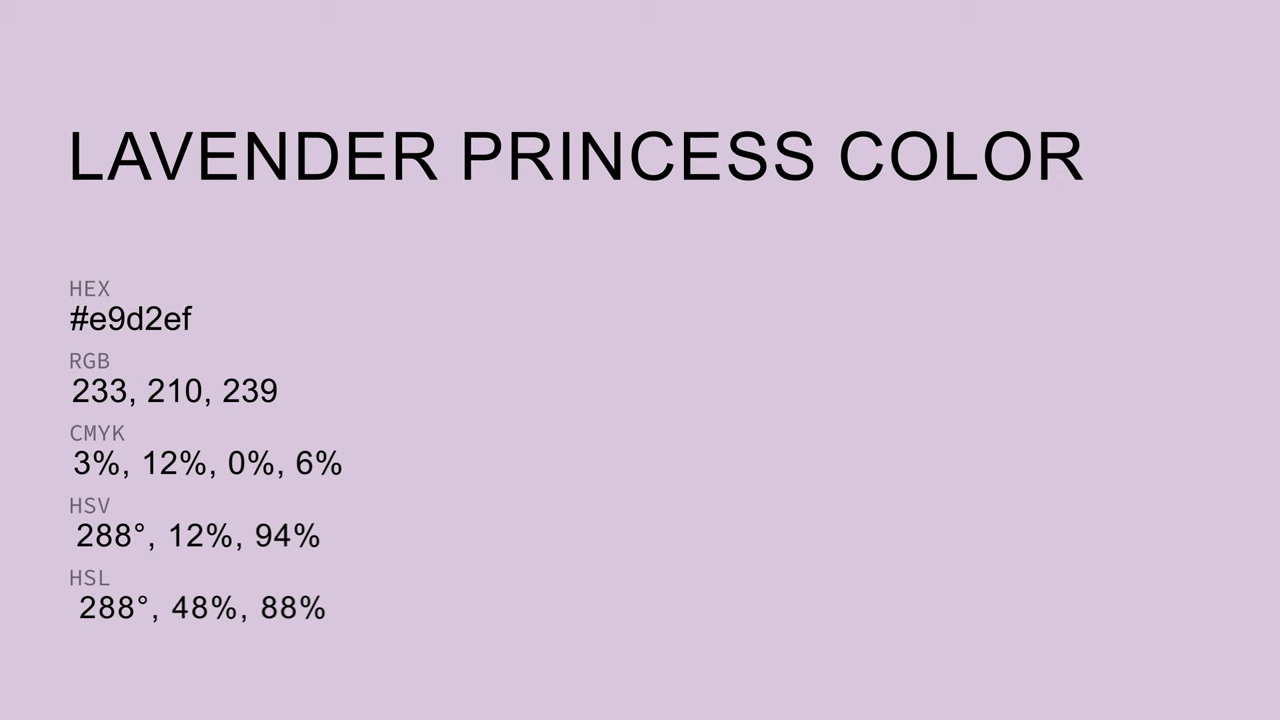 LAVENDER PRINCESS COLOR
HEX
#e9d2ef
RGB
233, 210, 239
CMYK
3%, 12%, 0%, 6%
HSV
288°, 12%, 94%
HSL
288°, 48%, 88%